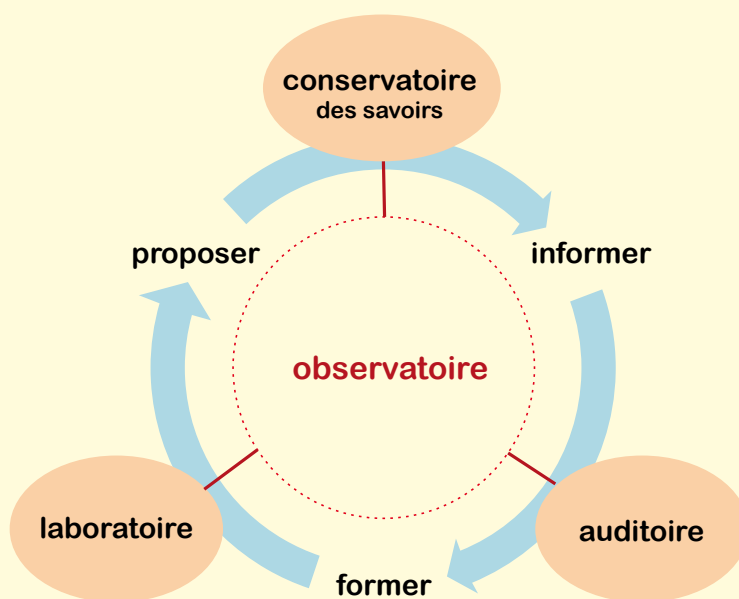 conservatoire
des savoirs
proposer
informer
observatoire
laboratoire
auditoire
former